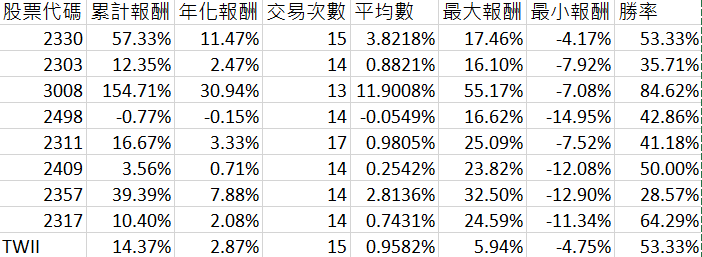 股票代碼 累計報酬 年化報酬 交易次數 平均數 最大報酬 最小報酬 勝率
2330 57.33% 11.47% 15 3.8218% 17.46% -4.17% 53.33%
2303 12.35% 2.47% 14 0.8821% 16.10% -7.92% 35.71%
3008 154.71% 30.94% 13 11.9008% 55.17% -7.08% 84.62%
2498 -0.77% -0.15% 14 -0.0549% 16.62% -14.95% 42.86%
2311 16.67% 3.33% 17 0.9805% 25.09% -7.52% 41.18%
2409 3.56% 0.71% 14 0.2542% 23.82% -12.08% 50.00%
2357 39.39% 7.88% 14 2.8136% 32.50% -12.90% 28.57%
2317 10.40% 2.08% 14 0.7431% 24.59% -11.34% 64.29%
TWII 14.37% 2.87% 15 0.9582% 5.94% -4.75% 53.33%